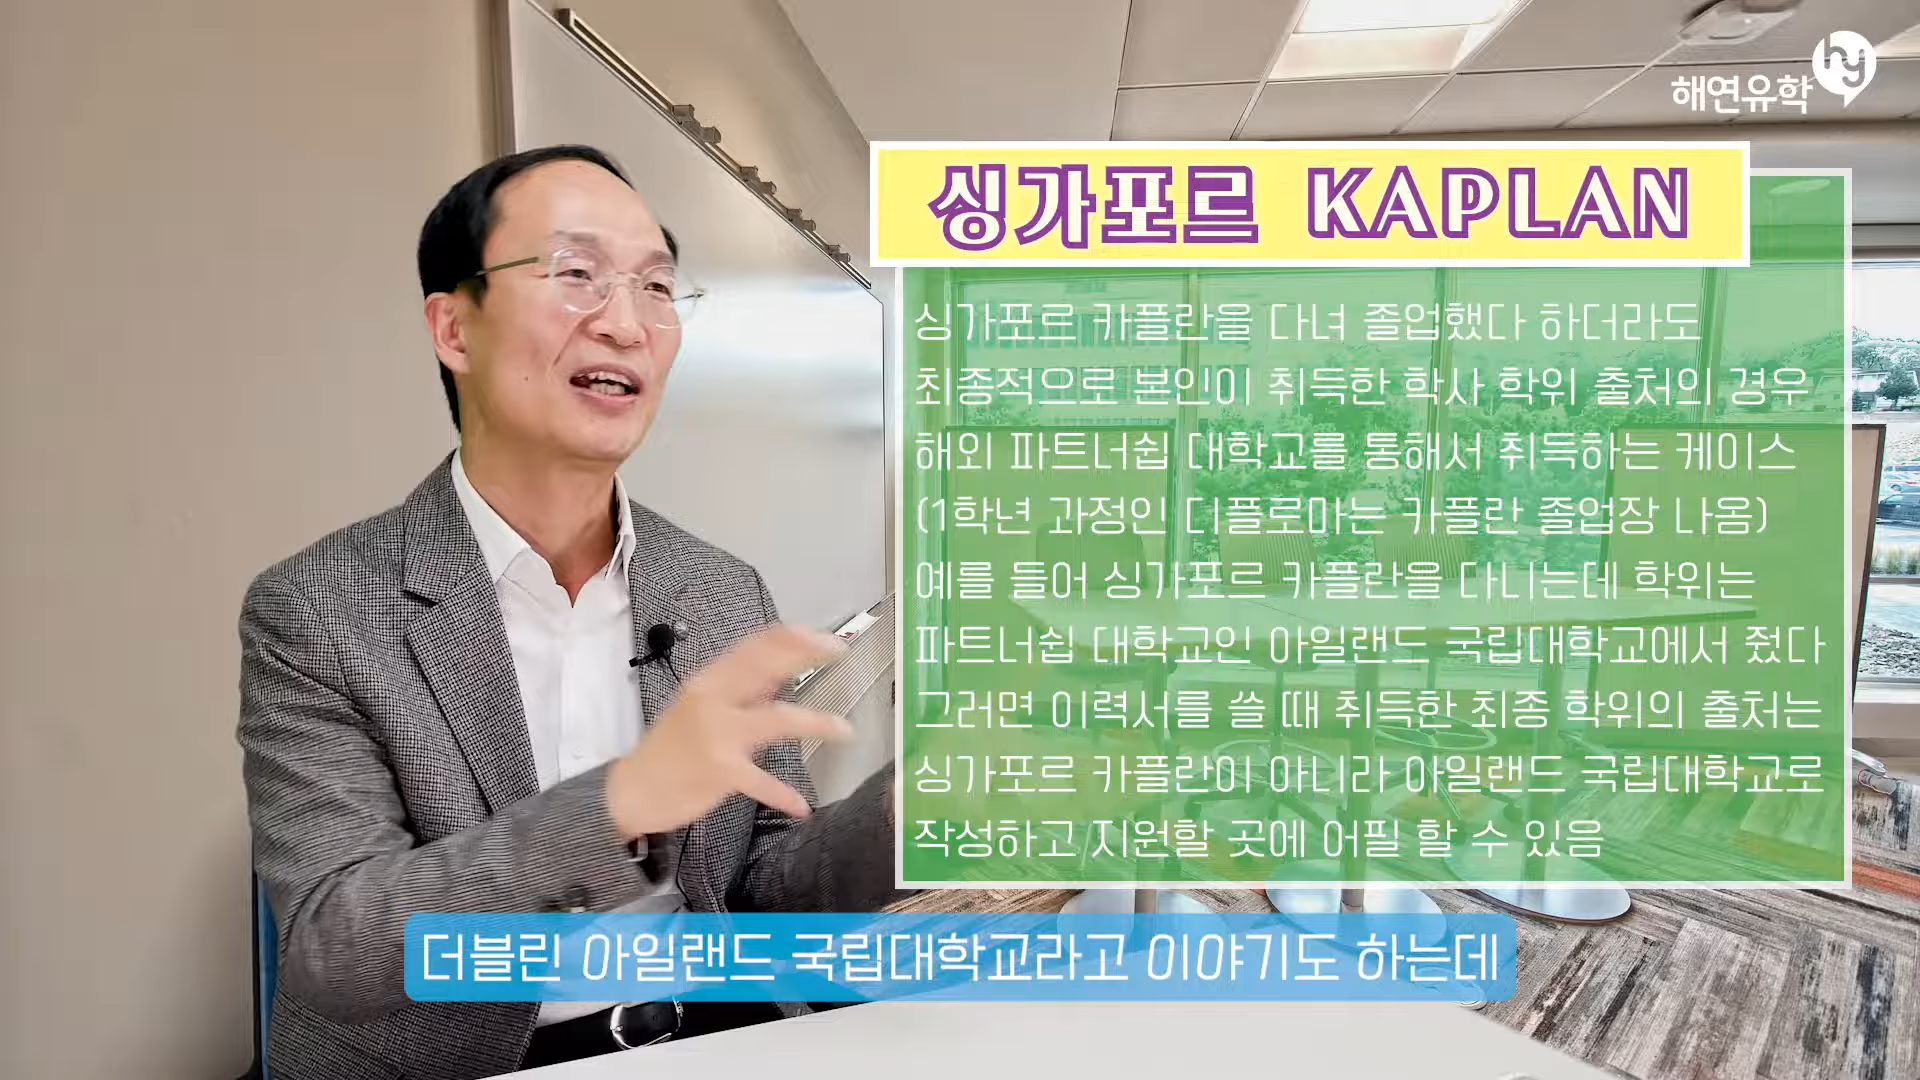 hy
해연유학
싱가포르 KAPLAN
싱가포르 카플란을 다녀 졸업했다 하더라도
최종적으로 본인이 취득한 학사 학위 출처의 경우
해외 파트너쉽 대학교를 통해서 취득하는 케이스
(1학년 과정인 디플로마는 카플란 졸업장 나옴)
예를 들어 싱가포르 카플란을 다니는데 학위는
파트너쉽 대학교인 아일랜드 국립대학교에서 줬다
그러면 이력서를 쓸 때 취득한 최종 학위의 출처는
싱가포르 카플란이 아니라 아일랜드 국립대학교로
작성하고 지원할 곳에 어필 할 수 있음
더블린 아일랜드 국립대학교라고 이야기도 하는데